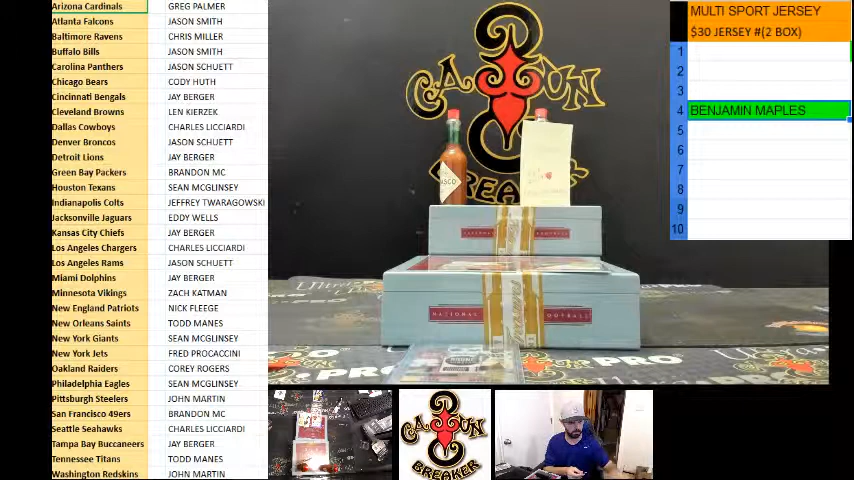 Arizona Cardinals GREG PALMER
Atlanta Falcons JASON SMITH
Baltimore Ravens CHRIS MILLER
Buffalo Bills JASON SMITH
Carolina Panthers JASON SCHUETT
Chicago Bears CODY HUTH
Cincinnati Bengals JAY BERGER
Cleveland Browns LEN KIERZEK
Dallas Cowboys CHARLES LICCIARDI
Denver Broncos JASON SCHUETT
Detroit Lions JAY BERGER
Green Bay Packers BRANDON MC
Houston Texans SEAN MCGLINSEY
Indianapolis Colts JEFFREY TWARAGOWSKI
Jacksonville Jaguars EDDY WELLS
Kansas City Chiefs JAY BERGER
Los Angeles Chargers CHARLES LICCIARDI
Los Angeles Rams JASON SCHUETT
Miami Dolphins JAY BERGER
Minnesota Vikings ZACH KATMAN
New England Patriots NICK FLEEGE
New Orleans Saints TODD MANES
New York Giants SEAN MCGLINSEY
New York Jets FRED PROCACCINI
Oakland Raiders COREY ROGERS
Philadelphia Eagles SEAN MCGLINSEY
Pittsburgh Steelers JOHN MARTIN
San Francisco 49ers BRANDON MC
Seattle Seahawks CHARLES LICCIARDI
Tampa Bay Buccaneers JAY BERGER
Tennessee Titans TODD MANES
Washington Redskins JOHN MARTIN
CAJUN
BREAKER
NATIONAL FOOTBALL
PRO
CAJUN
BREAKER
MULTI SPORT JERSEY
$30 JERSEY #(2 BOX)
1
2
3
4 BENJAMIN MAPLES
5
6
7
8
9
10